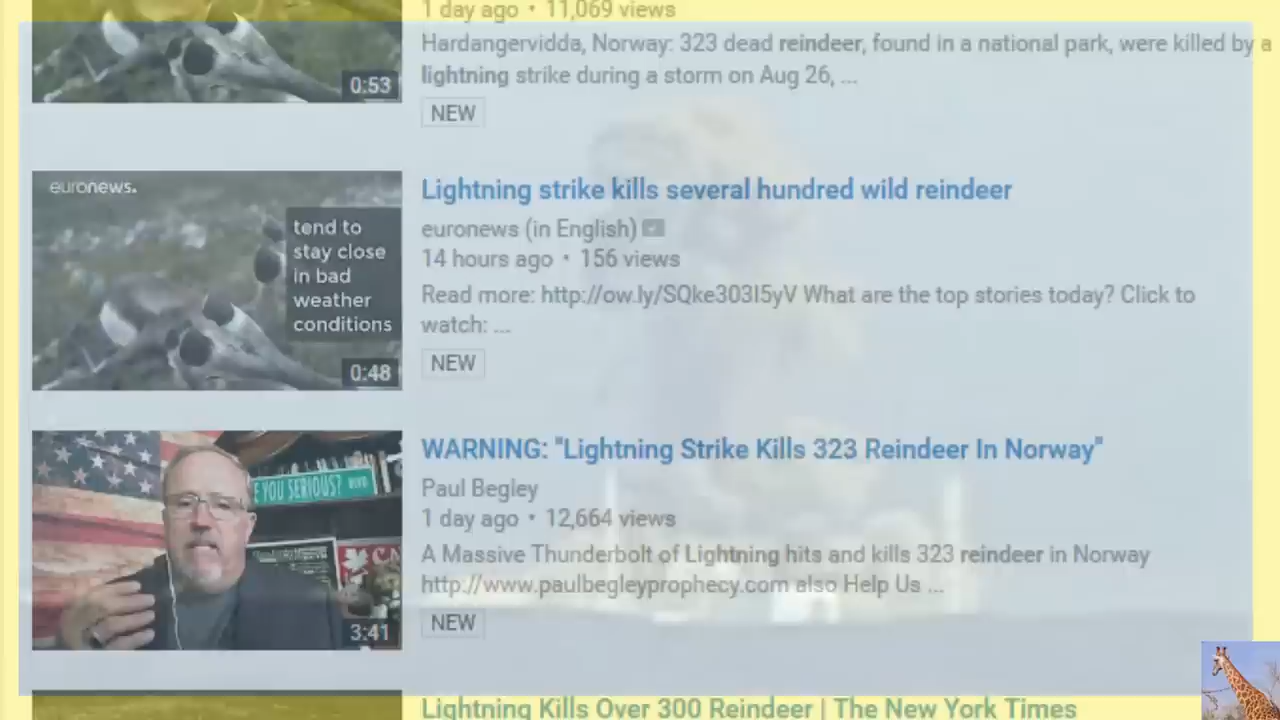 1 day ago • 11,069 views
Hardangervidda, Norway: 323 dead reindeer, found in a national park, were killed by a
lightning strike during a storm on Aug 26, ...
0:53
NEW
euronews.
tend to
stay close
in bad
weather
conditions
0:48
Lightning strike kills several hundred wild reindeer
euronews (in English)
14 hours ago • 156 views
Read more: http://ow.ly/SQke303I5yV What are the top stories today? Click to
watch: ...
NEW
E YOU SERIOUS? BLVD
3:41
WARNING: "Lightning Strike Kills 323 Reindeer In Norway"
Paul Begley
1 day ago • 12,664 views
A Massive Thunderbolt of Lightning hits and kills 323 reindeer in Norway
http://www.paulbegleyprophecy.com also Help Us ...
NEW
Lightning Kills Over 300 Reindeer | The New York Times